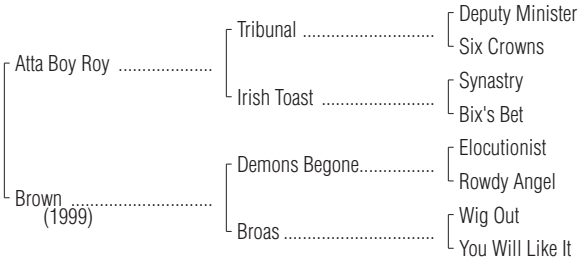 Deputy Minister
Tribunal ........................................
Six Crowns
Atta Boy Roy .....................
Synastry
Irish Toast .....................................
Bix's Bet
Elocutionist
Demons Begone.....................
Rowdy Angel
Brown ................................
(1999)
Wig Out
Broas ...........................................
You Will Like It